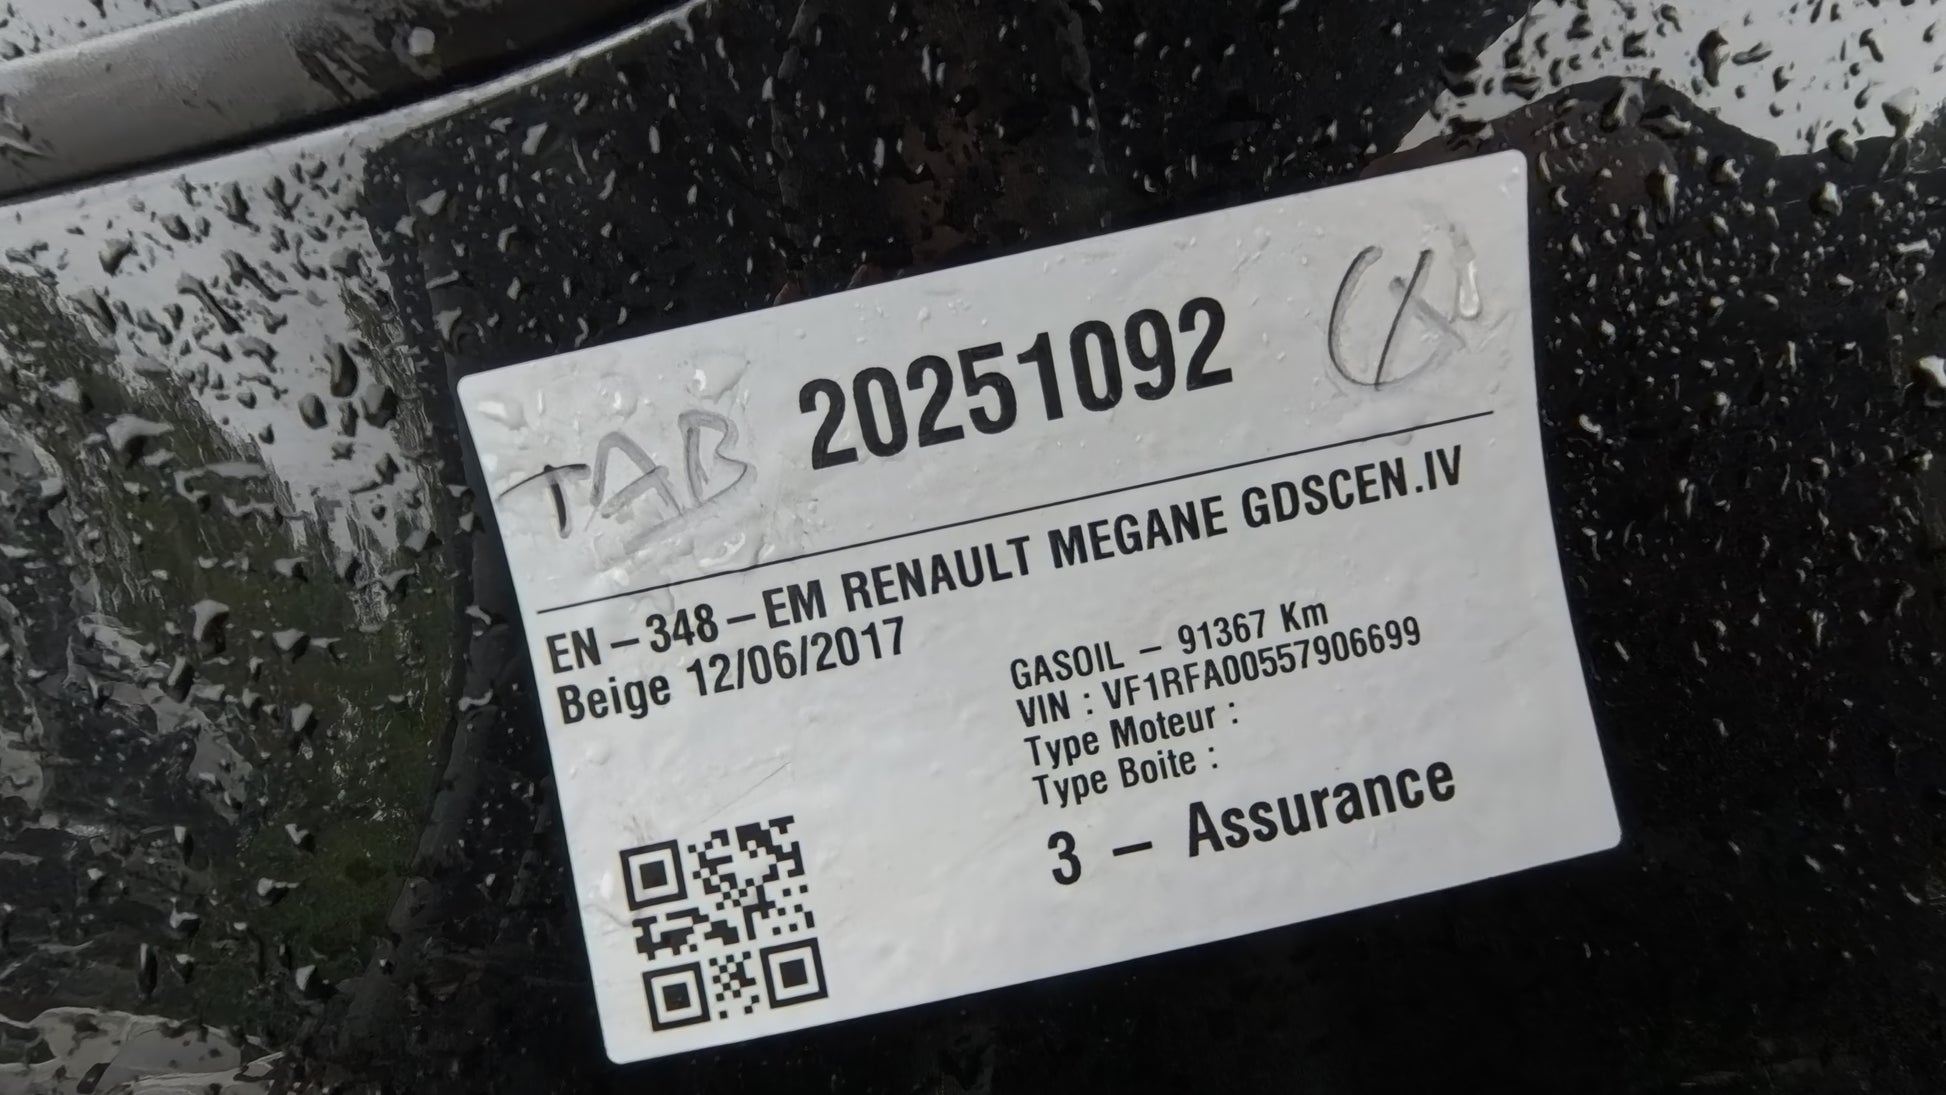 TAB 20251092
EN-348-EM RENAULT MEGANE GDSCEN.IV
Beige 12/06/2017
GASOIL - 91367 Km
VIN : VF1RFA00557906699
Type Moteur :
Type Boite :
3 - Assurance